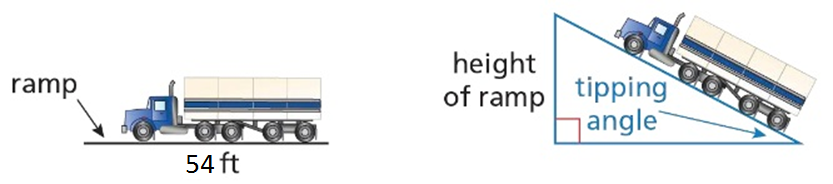 ramp
54 ft
height
of ramp
tipping
angle